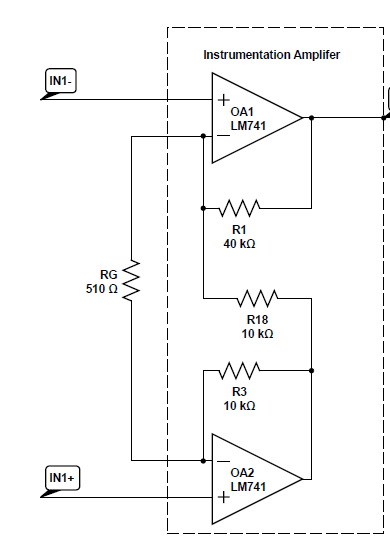 Instrumentation Amplifer
IN1-
+
OA1
LM741
−
R1
40 kΩ
RG
510 Ω
R18
10 kΩ
R3
10 kΩ
−
OA2
LM741
IN1+
+